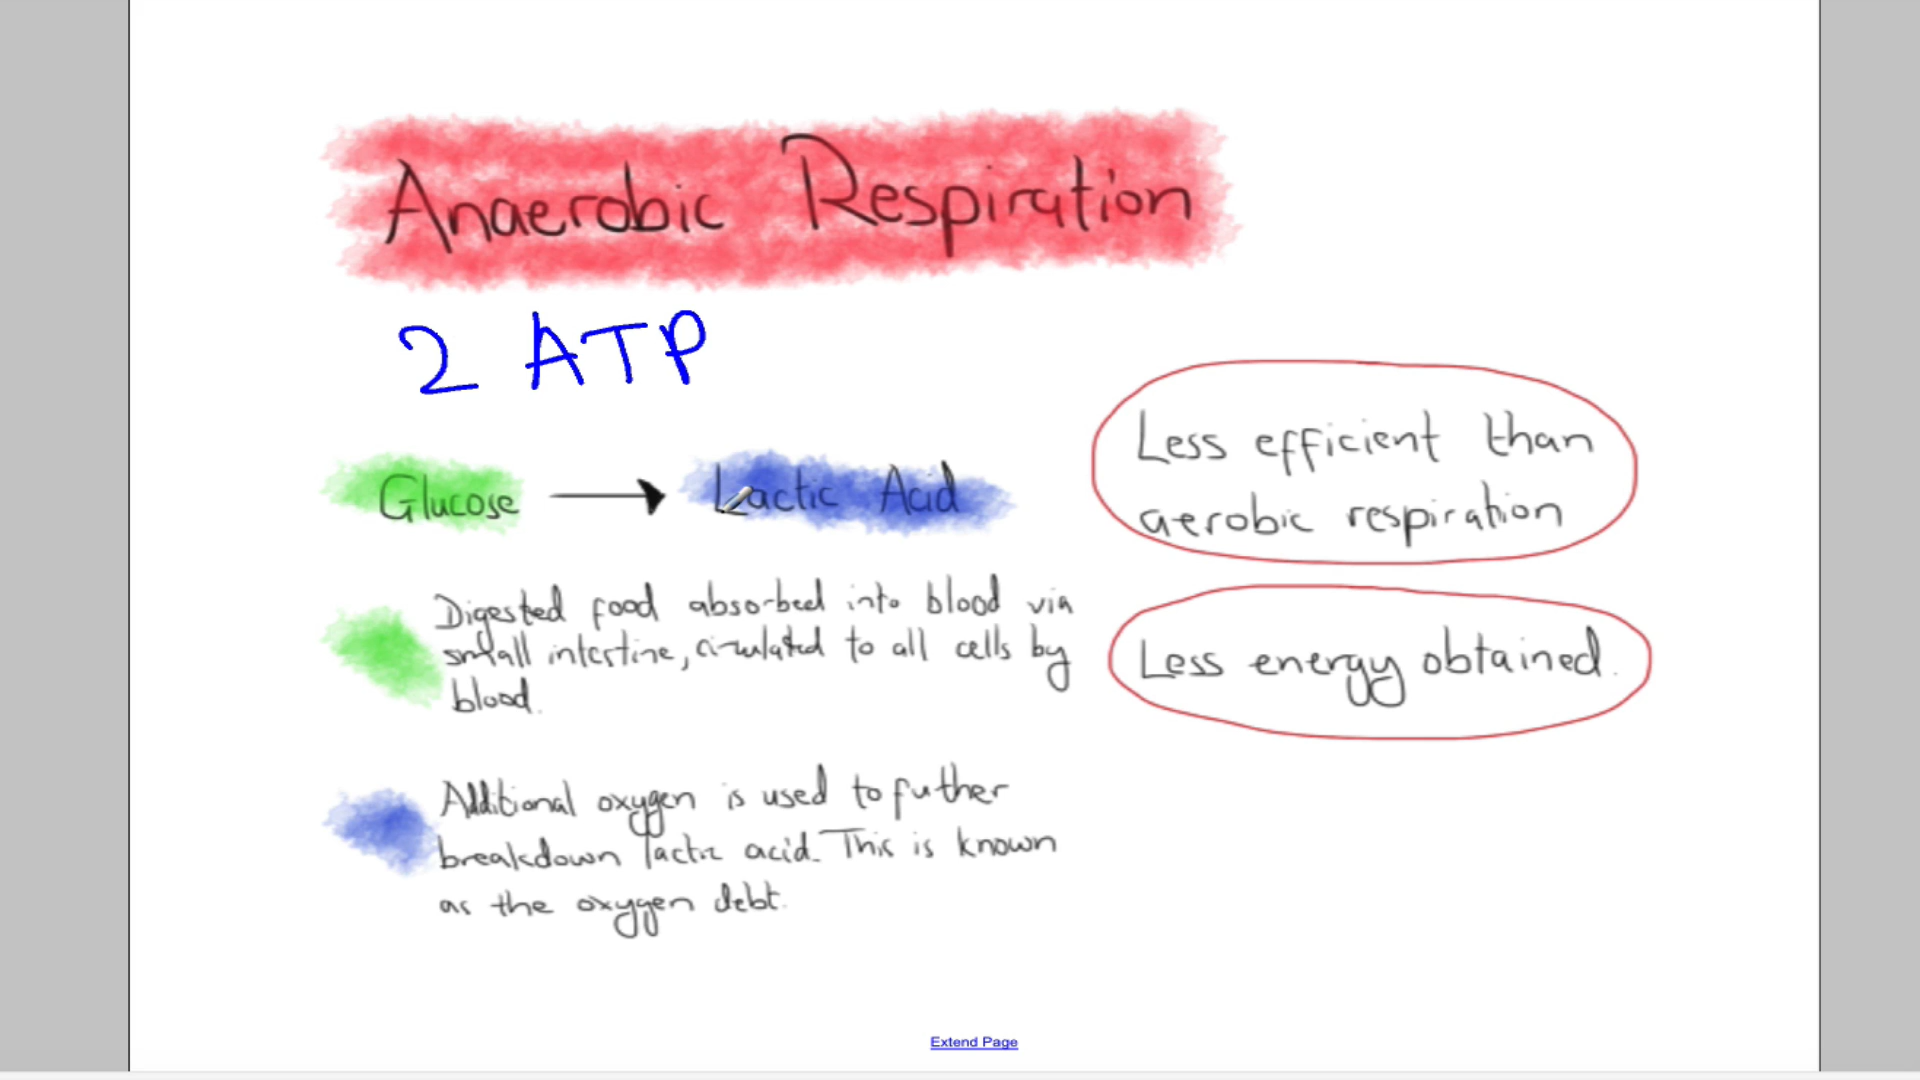 Anaerobic Respiration
2 ATP
Glucose → Lactic Acid
Less efficient than
aerobic respiration
Digested food absorbed into blood via
small intestine, circulated to all cells by
blood.
Less energy obtained.
Additional oxygen is used to futher
breakdown lactic acid. This is known
as the oxygen debt.
Extend Page